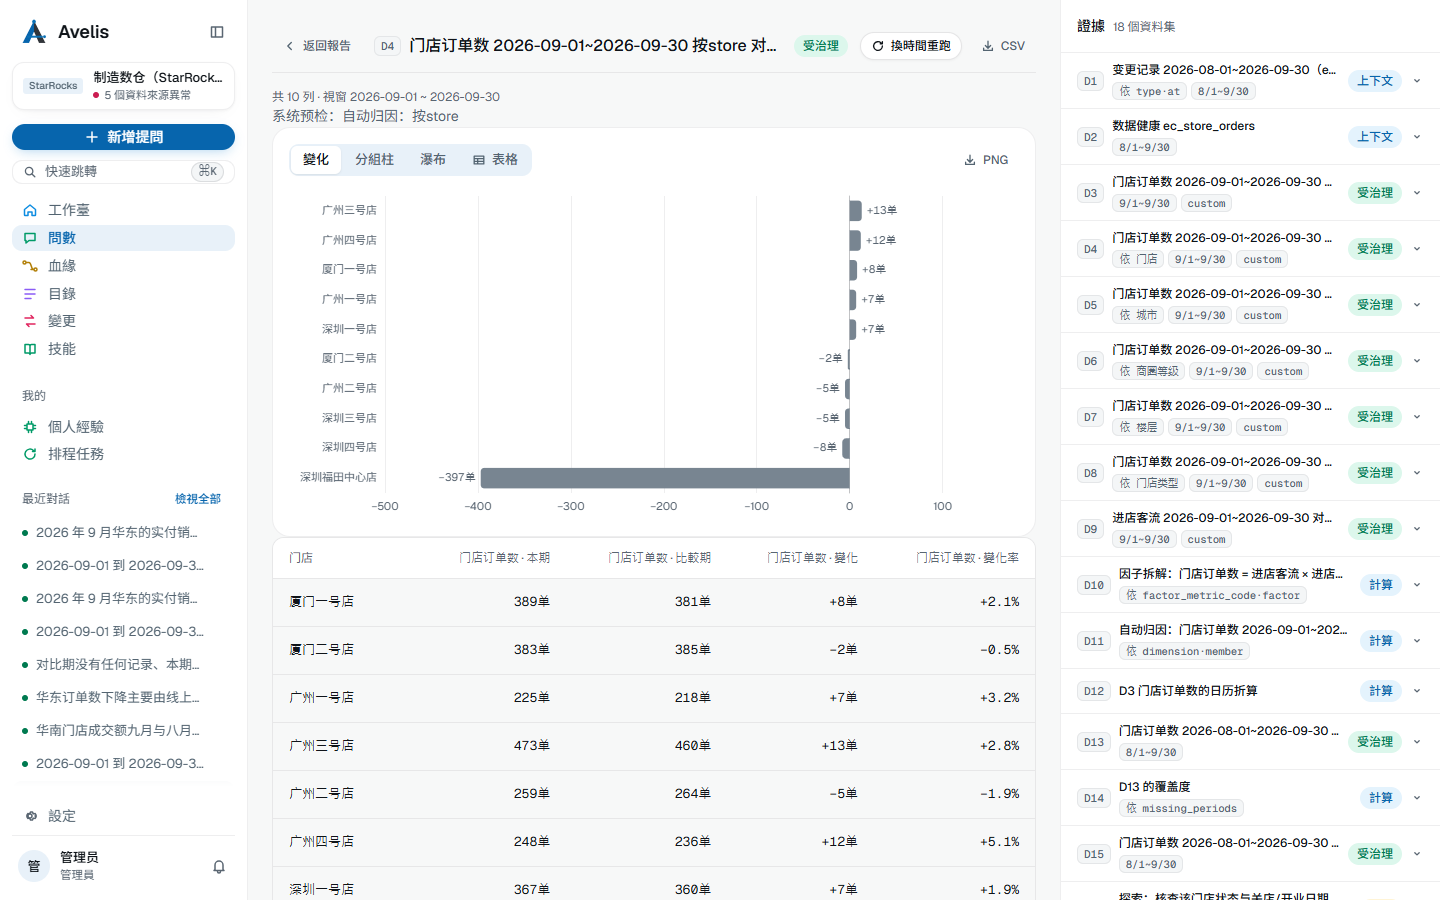 Avelis
StarRocks
制造数仓（StarRock...
5 個資料來源異常
新增提問
快速跳轉
⌘K
工作臺
問數
血緣
目錄
變更
技能
我的
個人經驗
排程任務
最近對話
檢視全部
2026 年 9 月华东的实付销...
2026-09-01 到 2026-09-3...
2026 年 9 月华东的实付销...
2026-09-01 到 2026-09-3...
对比期没有任何记录、本期...
华东订单数下降主要由线上...
华南门店成交额九月与八月...
2026-09-01 到 2026-09-3...
設定
管
管理员
管理員
返回報告
D4
门店订单数 2026-09-01~2026-09-30 按store 对...
受治理
換時間重跑
CSV
共 10 列 · 視窗 2026-09-01 ~ 2026-09-30
系统预检：自动归因：按store
變化
分組柱
瀑布
表格
PNG
广州三号店
+13单
广州四号店
+12单
厦门一号店
+8单
广州一号店
+7单
深圳一号店
+7单
厦门二号店
-2单
广州二号店
-5单
深圳三号店
-5单
深圳四号店
-8单
深圳福田中心店
-397单
-500
-400
-300
-200
-100
0
100
门店
门店订单数 · 本期
门店订单数 · 比較期
门店订单数 · 變化
门店订单数 · 變化率
厦门一号店 389单 381单 +8单 +2.1%
厦门二号店 383单 385单 -2单 -0.5%
广州一号店 225单 218单 +7单 +3.2%
广州三号店 473单 460单 +13单 +2.8%
广州二号店 259单 264单 -5单 -1.9%
广州四号店 248单 236单 +12单 +5.1%
深圳一号店 367单 360单 +7单 +1.9%
證據 18 個資料集
D1
变更记录 2026-08-01~2026-09-30（e...
依 type·at
8/1~9/30
上下文
D2
数据健康 ec_store_orders
8/1~9/30
上下文
D3
门店订单数 2026-09-01~2026-09-30 ...
9/1~9/30
custom
受治理
D4
门店订单数 2026-09-01~2026-09-30 ...
依 门店
9/1~9/30
custom
受治理
D5
门店订单数 2026-09-01~2026-09-30 ...
依 城市
9/1~9/30
custom
受治理
D6
门店订单数 2026-09-01~2026-09-30 ...
依 商圈等级
9/1~9/30
custom
受治理
D7
门店订单数 2026-09-01~2026-09-30 ...
依 楼层
9/1~9/30
custom
受治理
D8
门店订单数 2026-09-01~2026-09-30 ...
依 门店类型
9/1~9/30
custom
受治理
D9
进店客流 2026-09-01~2026-09-30 对...
9/1~9/30
custom
受治理
D10
因子拆解：门店订单数 = 进店客流 × 进店...
依 factor_metric_code·factor
計算
D11
自动归因：门店订单数 2026-09-01~202...
依 dimension·member
計算
D12
D3 门店订单数的日历折算
計算
D13
门店订单数 2026-08-01~2026-09-30 ...
8/1~9/30
受治理
D14
D13 的覆盖度
依 missing_periods
計算
D15
门店订单数 2026-08-01~2026-09-30 ...
8/1~9/30
受治理
探索：核查该门店状态与关店/开业日期